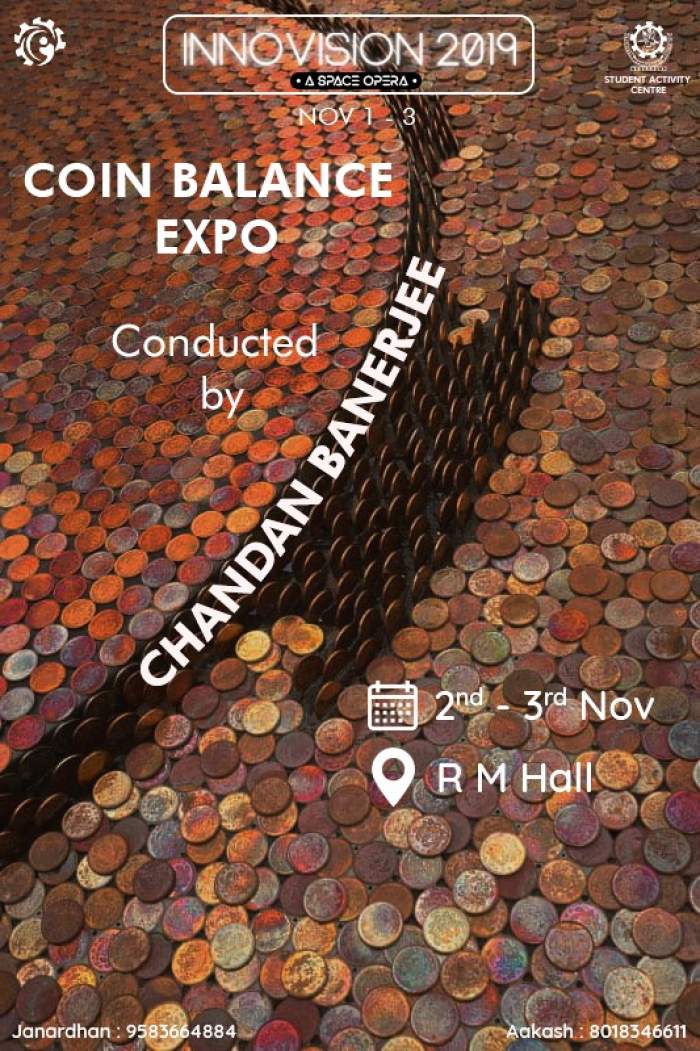 INNOVISION 2019
• A SPACE OPERA •
NOV 1 - 3
STUDENT ACTIVITY
CENTRE
COIN BALANCE
EXPO
Conducted
by
CHANDAN BANERJEE
2nd - 3rd Nov
R M Hall
Janardhan : 9583664884
Aakash : 8018346611